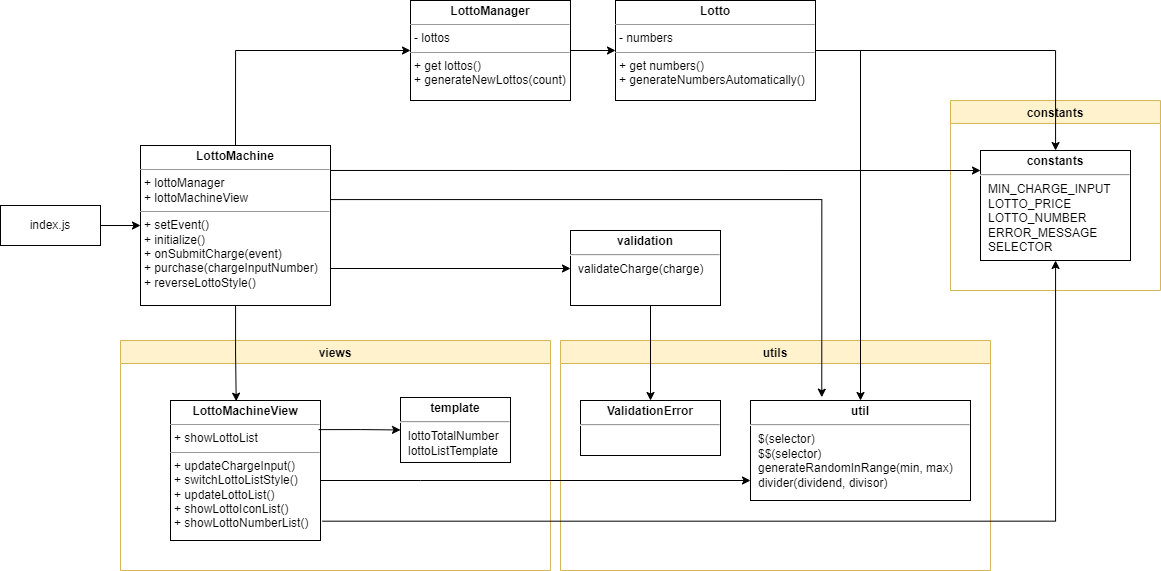 LottoManager
- lottos
+ get lottos()
+ generateNewLottos(count)
Lotto
- numbers
+ get numbers()
+ generateNumbersAutomatically()
constants
constants
MIN_CHARGE_INPUT
LOTTO_PRICE
LOTTO_NUMBER
ERROR_MESSAGE
SELECTOR
LottoMachine
+ lottoManager
+ lottoMachineView
+ setEvent()
+ initialize()
+ onSubmitCharge(event)
+ purchase(chargeInputNumber)
+ reverseLottoStyle()
index.js
validation
validateCharge(charge)
views
LottoMachineView
+ showLottoList
+ updateChargeInput()
+ switchLottoListStyle()
+ updateLottoList()
+ showLottoIconList()
+ showLottoNumberList()
template
lottoTotalNumber
lottoListTemplate
utils
ValidationError
util
$(selector)
$$(selector)
generateRandomInRange(min, max)
divider(dividend, divisor)